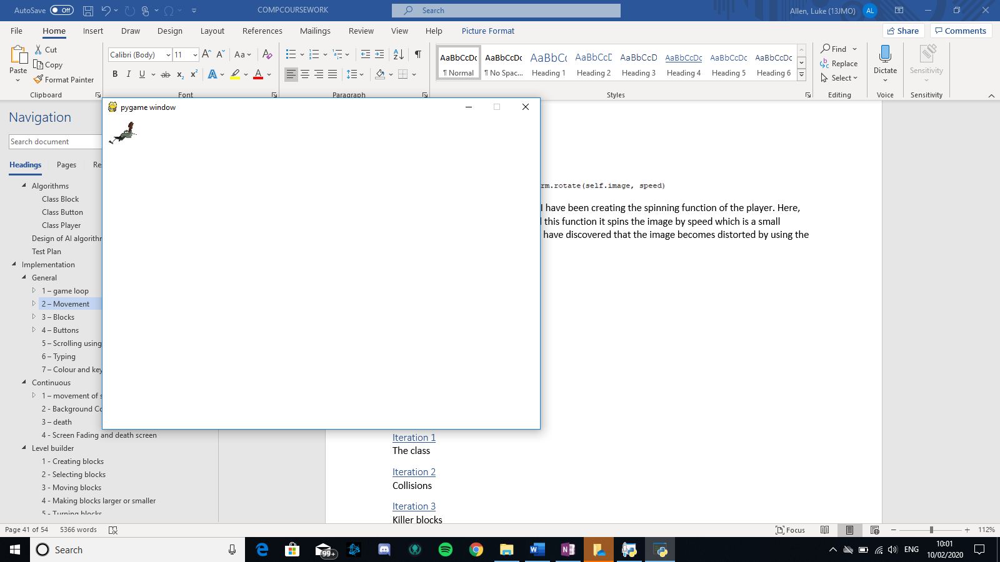 AutoSave Off COMPCOURSEWORK Search Allen, Luke (13JMO) AL
File Home Insert Draw Design Layout References Mailings Review View Help Picture Format Share Comments
Paste Cut Copy Format Painter
Clipboard
Calibri (Body) 11
Font
Paragraph
AaBbCcDc AaBbCcDc AaBbC AaBbCcD AaBbCcD AaBbCcDc AaBbCcDc AaBbCcDc
¶ Normal ¶ No Spac... Heading 1 Heading 2 Heading 3 Heading 4 Heading 5 Heading 6
Styles
Find
Replace
Select
Editing
Dictate
Voice
Sensitivity
Sensitivity
Navigation
Search document
Headings Pages Re
Algorithms
Class Block
Class Button
Class Player
Design of AI algorith
Test Plan
Implementation
General
1 – game loop
2 – Movement
3 – Blocks
4 – Buttons
5 – Scrolling using
6 – Typing
7 – Colour and key
Continuous
1 – movement of s
2 - Background Co
3 – death
4 - Screen Fading and death screen
Level builder
1 - Creating blocks
2 - Selecting blocks
3 - Moving blocks
4 - Making blocks larger or smaller
5 - Turning blocks
pygame window
rm.rotate(self.image, speed)
I have been creating the spinning function of the player. Here,
this function it spins the image by speed which is a small
have discovered that the image becomes distorted by using the
Iteration 1
The class
Iteration 2
Collisions
Iteration 3
Killer blocks
Page 41 of 54 5366 words Focus 112%
Search 99+ ENG 10:01
10/02/2020